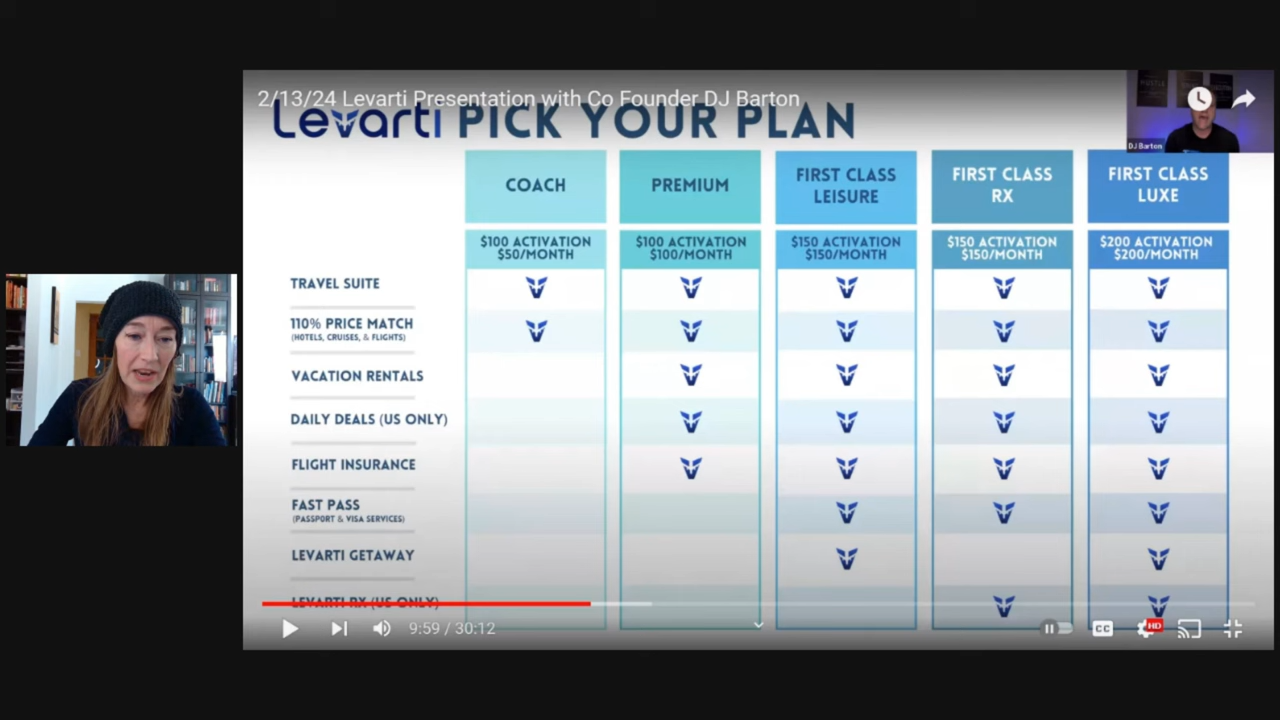 2/13/24 Levarti Presentation with Co Founder DJ Barton
Levarti PICK YOUR PLAN
DJ Barton
COACH
PREMIUM
FIRST CLASS
LEISURE
FIRST CLASS
RX
FIRST CLASS
LUXE
$100 ACTIVATION
$50/MONTH
$100 ACTIVATION
$100/MONTH
$150 ACTIVATION
$150/MONTH
$150 ACTIVATION
$150/MONTH
$200 ACTIVATION
$200/MONTH
TRAVEL SUITE
110% PRICE MATCH
(HOTELS, CRUISES, & FLIGHTS)
VACATION RENTALS
DAILY DEALS (US ONLY)
FLIGHT INSURANCE
FAST PASS
(PASSPORT & VISA SERVICES)
LEVARTI GETAWAY
LEVARTI RX (US ONLY)
9:59 / 30:12
CC
HD